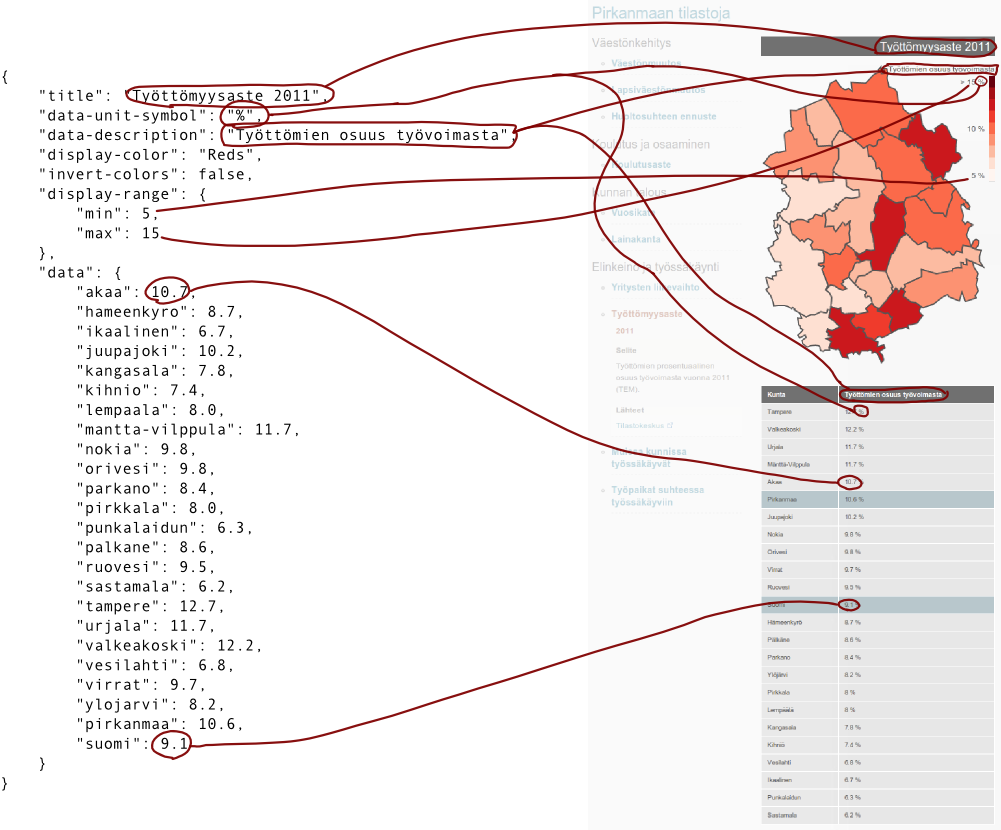 {
"title": "Työttömyysaste 2011",
"data-unit-symbol": "%",
"data-description": "Työttömien osuus työvoimasta",
"display-color": "Reds",
"invert-colors": false,
"display-range": {
"min": 5,
"max": 15
},
"data": {
"akaa": 10.7,
"hameenkyro": 8.7,
"ikaalinen": 6.7,
"juupajoki": 10.2,
"kangasala": 7.8,
"kihnio": 7.4,
"lempaala": 8.0,
"mantta-vilppula": 11.7,
"nokia": 9.8,
"orivesi": 9.8,
"parkano": 8.4,
"pirkkala": 8.0,
"punkalaidun": 6.3,
"palkane": 8.6,
"ruovesi": 9.5,
"sastamala": 6.2,
"tampere": 12.7,
"urjala": 11.7,
"valkeakoski": 12.2,
"vesilahti": 6.8,
"virrat": 9.7,
"ylojarvi": 8.2,
"pirkanmaa": 10.6,
"suomi": 9.1
}
}
Pirkanmaan tilastoja
Väestönkehitys
Väestönmuutos
Lapsiväestönmuutos
Huoltosuhteen ennuste
Koulutus ja osaaminen
Koulutusaste
Kunnan talous
Vuosikate
Lainakanta
Elinkeino ja työssäkäynti
Yritysten liikevaihto
Työttömyysaste
2011
Selite
Työttömien prosentuaalinen
osuus työvoimasta vuonna 2011
(TEM).
Lähteet
Tilastokeskus
Muissa kunnissa
työssäkäyvät
Työpaikat suhteessa
työssäkäyviin
Työttömyysaste 2011
Työttömien osuus työvoimasta
> 15 %
10 %
5 %
Kunta Työttömien osuus työvoimasta
Tampere %
Valkeakoski 12.2 %
Urjala 11.7 %
Mänttä-Vilppula 11.7 %
Akaa 10.7
Pirkanmaa 10.6 %
Juupajoki 10.2 %
Nokia 9.8 %
Orivesi 9.8 %
Virrat 9.7 %
Ruovesi
Suomi 9.1
Hämeenkyrö 8.7 %
Pälkäne 8.6 %
Parkano 8.4 %
Ylöjärvi 8.2 %
Pirkkala 8 %
Lempäälä 8 %
Kangasala
Kihniö 7.4 %
Vesilahti 6.8 %
Ikaalinen 6.7 %
Punkalaidun 6.3 %
Sastamala 6.2 %